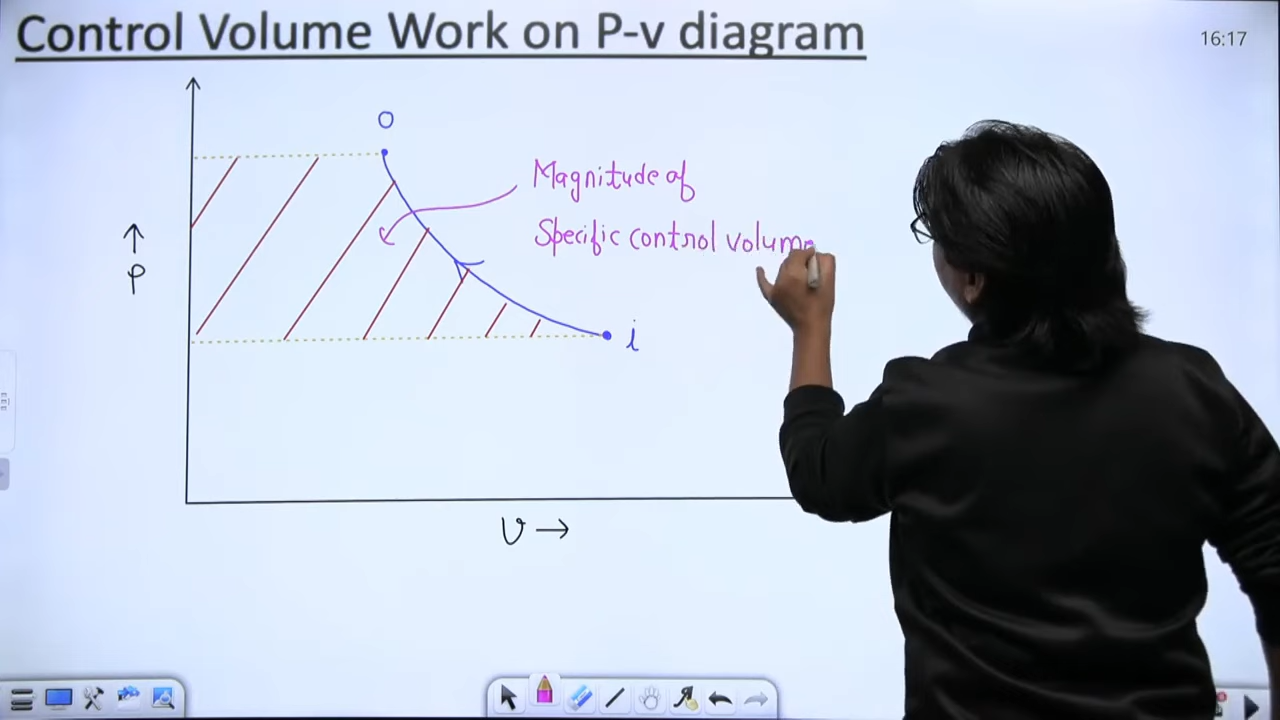 Control Volume Work on P-v diagram
16:17
O
Magnitude of
Specific control volume
P
i
v